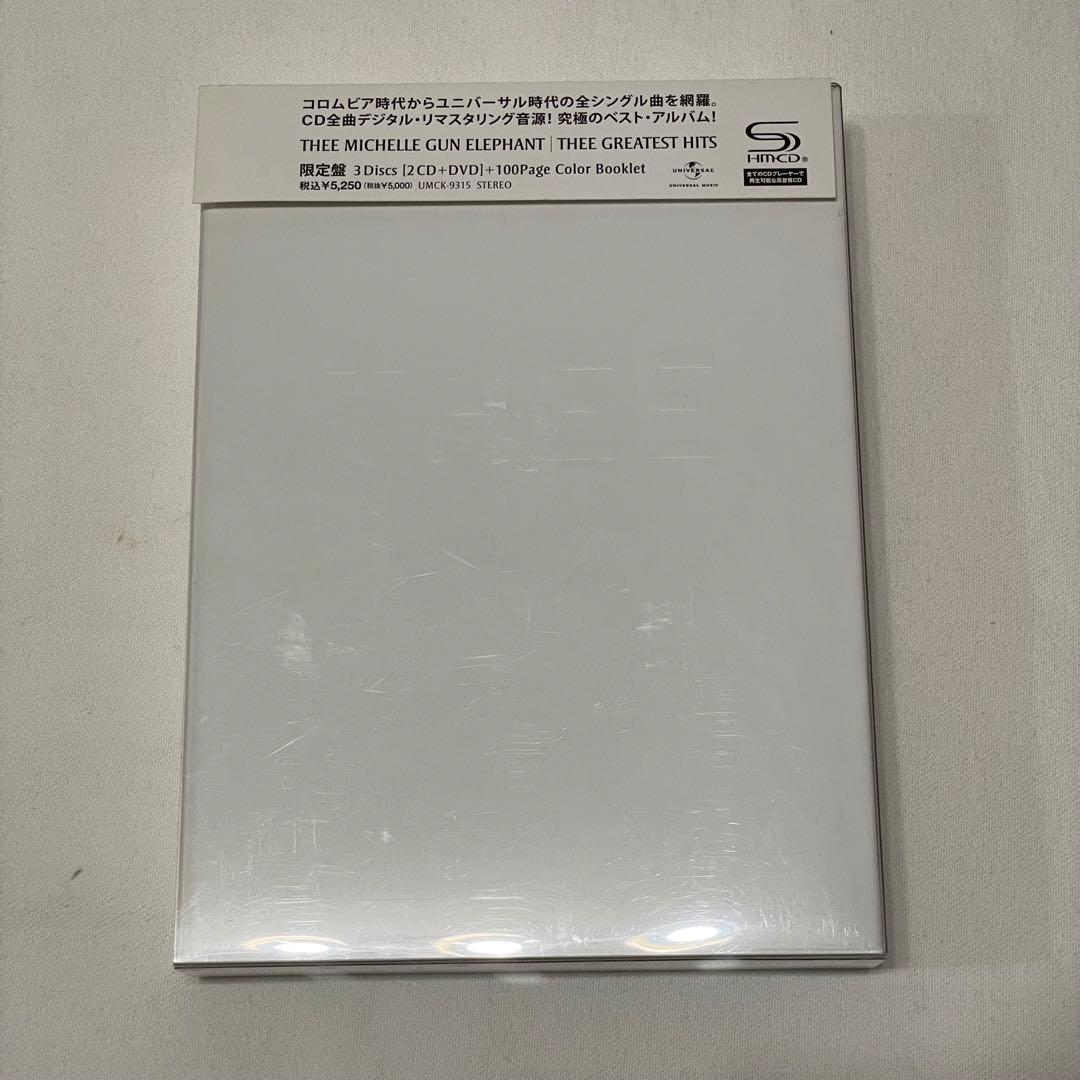 コロムビア時代からユニバーサル時代の全シングル曲を網羅。
CD全曲デジタル・リマスタリング音源! 究極のベスト・アルバム!
THEE MICHELLE GUN ELEPHANT | THEE GREATEST HITS
限定盤 3Discs [2CD+DVD]+100Page Color Booklet
税込¥5,250 (税抜¥5,000) UMCK-9315 STEREO
UNIVERSAL
UNIVERSAL MUSIC
S
HM-CD®
全てのCDプレーヤーで
再生可能な高音質CD